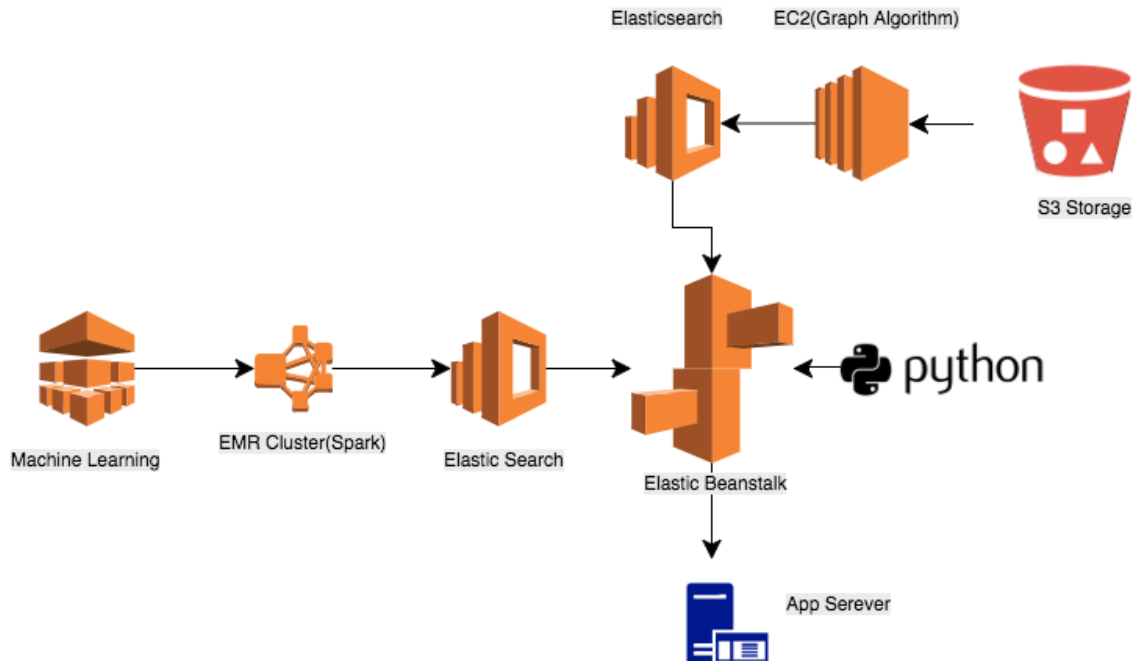 Elasticsearch
EC2(Graph Algorithm)
S3 Storage
python
Machine Learning
EMR Cluster(Spark)
Elastic Search
Elastic Beanstalk
App Serever